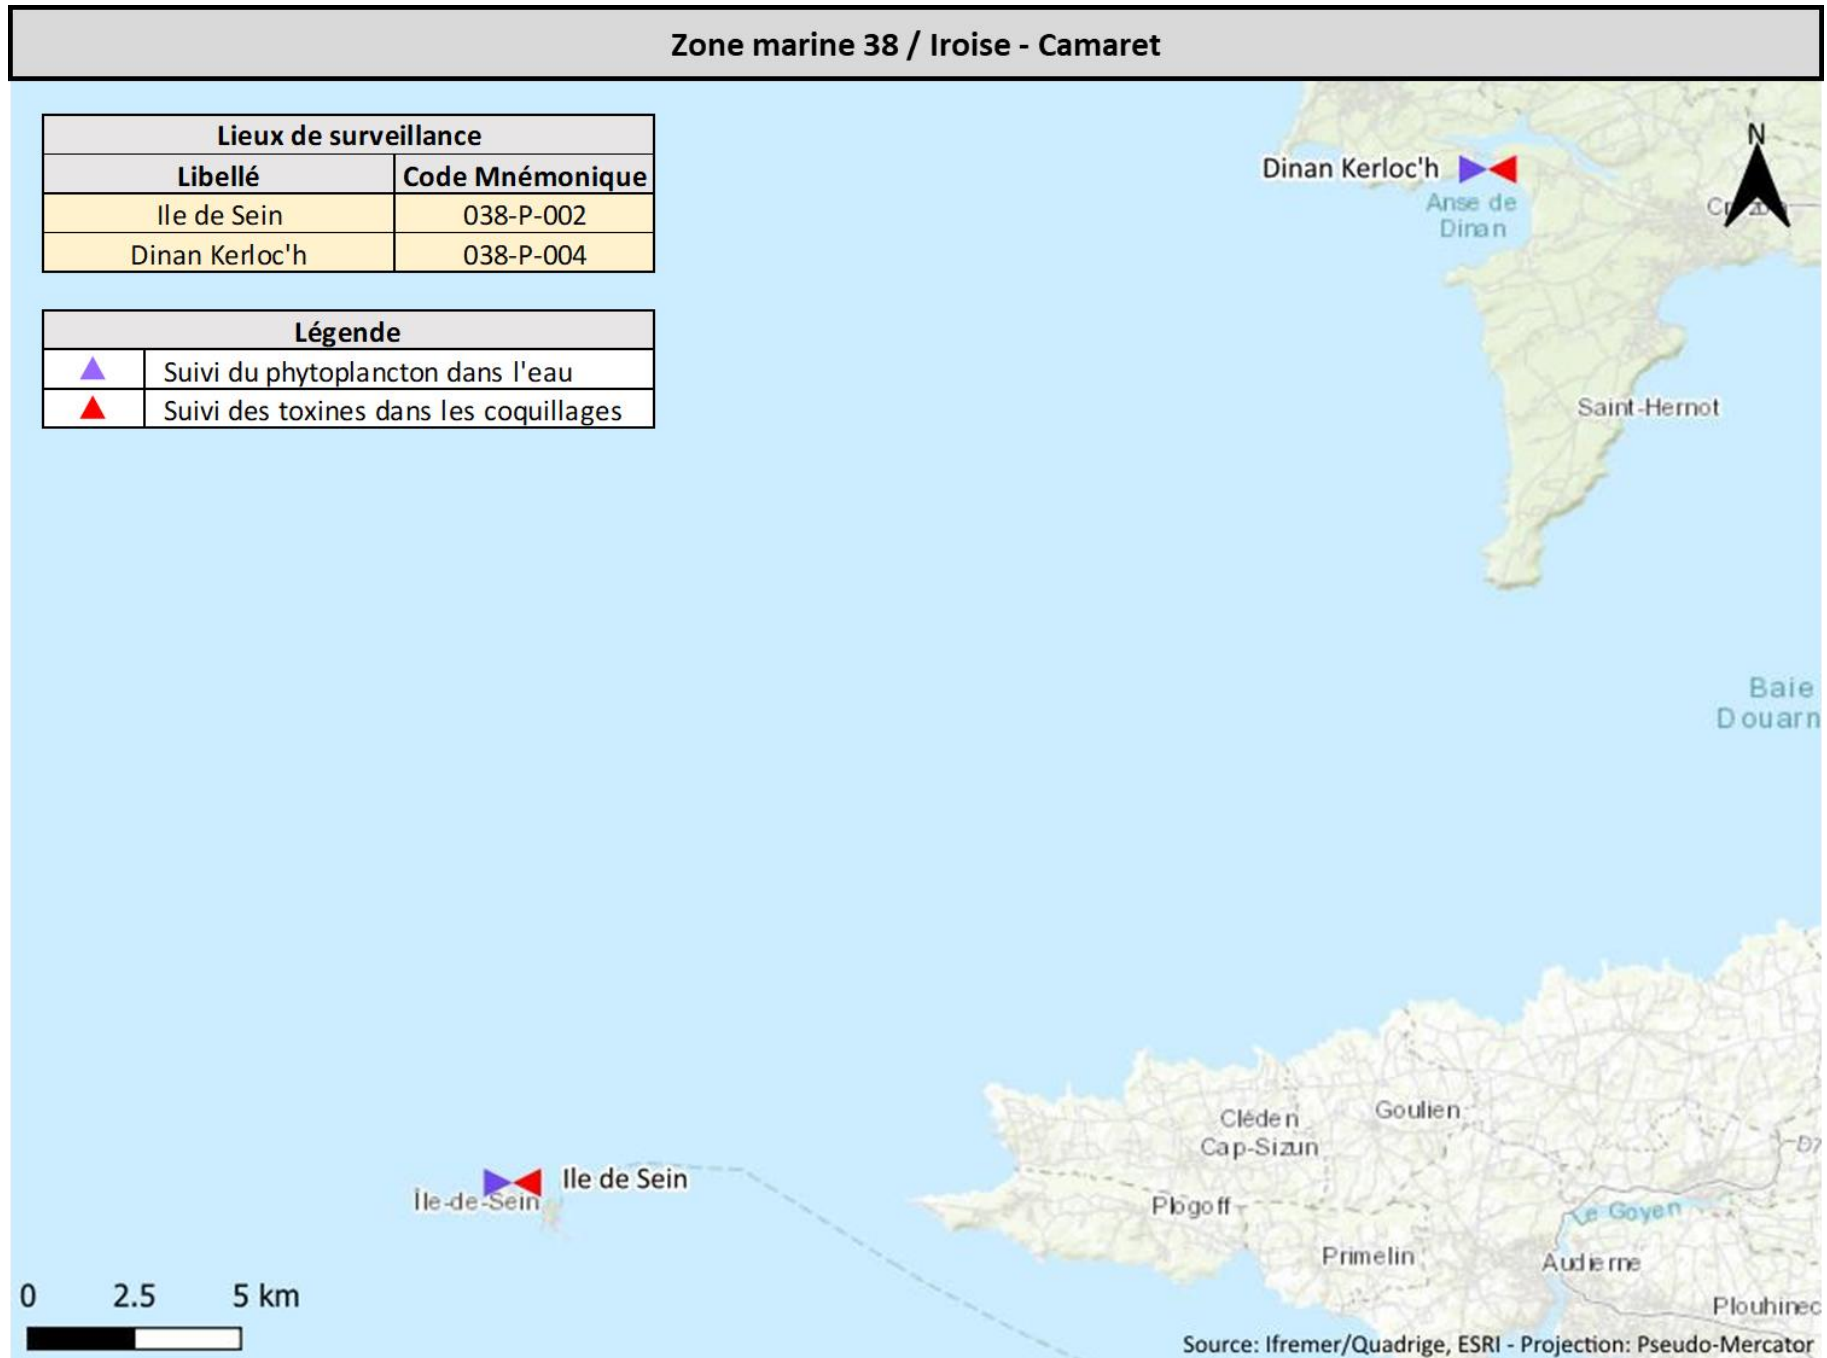 Zone marine 38 / Iroise - Camaret
Lieux de surveillance
Libellé Code Mnémonique
Ile de Sein 038-P-002
Dinan Kerloc'h 038-P-004
Légende
Suivi du phytoplancton dans l'eau
Suivi des toxines dans les coquillages
N
Dinan Kerloc'h
Anse de
Dinan
Saint-Hernot
Baie
Douarn
Cléden
Cap-Sizun
Goulien
D7
Ile de Sein
Île-de-Sein
Plogoff
Le Goyen
Primelin
Audierne
Plouhinec
0 2.5 5 km
Source: Ifremer/Quadrige, ESRI - Projection: Pseudo-Mercator